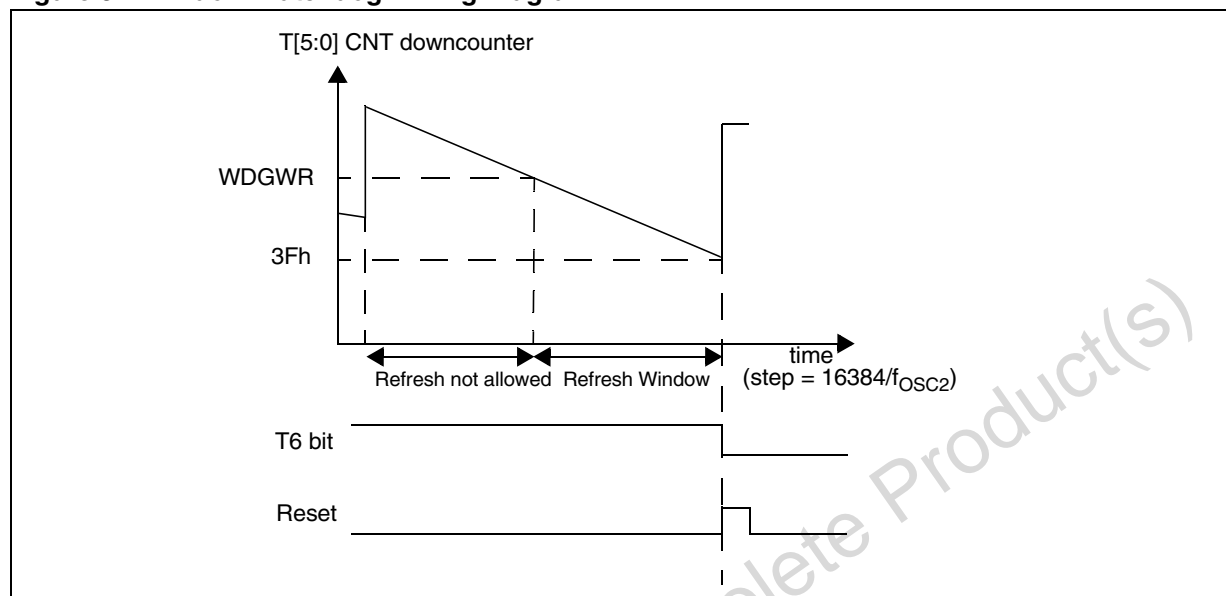 T[5:0] CNT downcounter
WDGWR
3Fh
time
Refresh not allowed Refresh Window (step = 16384/fOSC2)
T6 bit
Reset
Product(s)